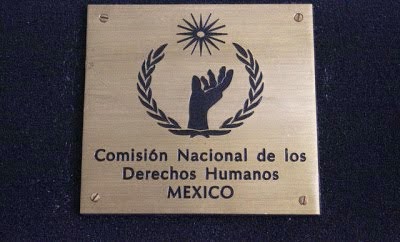 Comisión Nacional de los
Derechos Humanos
MEXICO